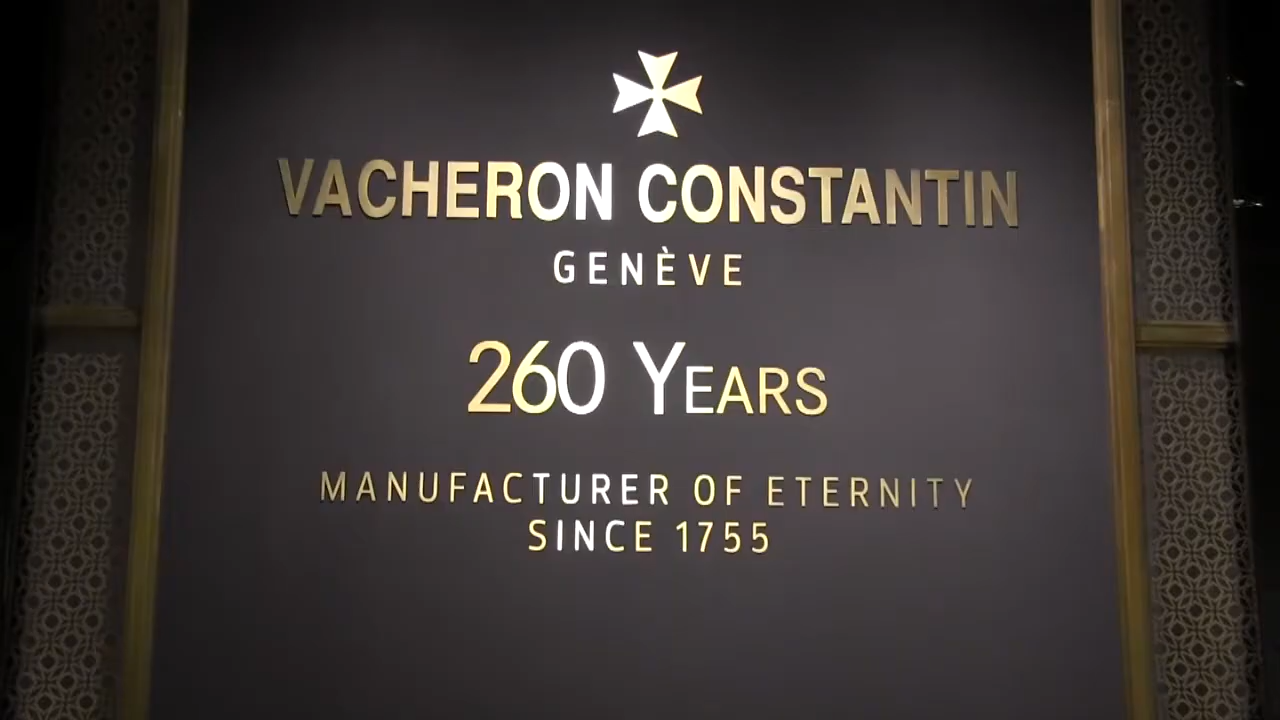 VACHERON CONSTANTIN
GENÈVE
260 YEARS
MANUFACTURER OF ETERNITY
SINCE 1755